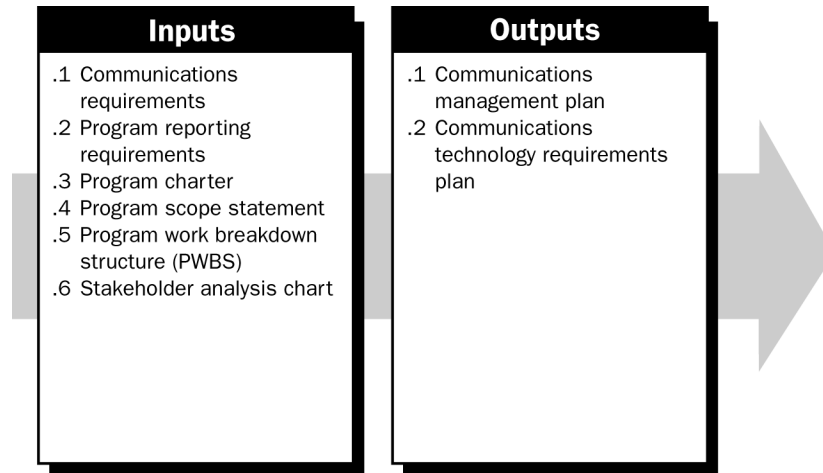 Inputs
.1 Communications
requirements
.2 Program reporting
requirements
.3 Program charter
.4 Program scope statement
.5 Program work breakdown
structure (PWBS)
.6 Stakeholder analysis chart
Outputs
.1 Communications
management plan
.2 Communications
technology requirements
plan